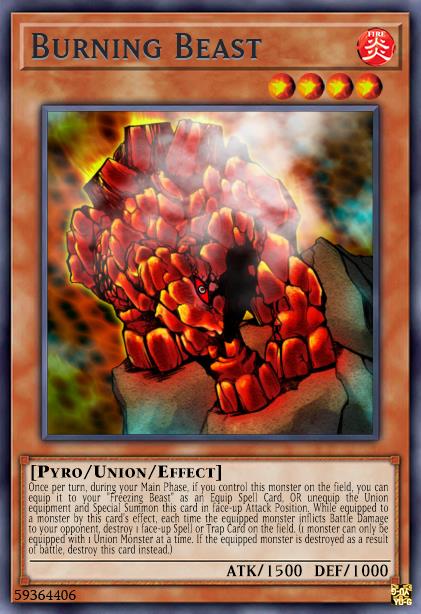 Burning Beast
FIRE
炎
[Pyro/Union/Effect]
Once per turn, during your Main Phase, if you control this monster on the field, you can
equip it to your "Freezing Beast" as an Equip Spell Card, OR unequip the Union
equipment and Special Summon this card in face-up Attack Position. While equipped to
a monster by this card's effect, each time the equipped monster inflicts Battle Damage
to your opponent, destroy 1 face-up Spell or Trap Card on the field. (1 monster can only be
equipped with 1 Union Monster at a time. If the equipped monster is destroyed as a result
of battle, destroy this card instead.)
ATK/1500 DEF/1000
59364406